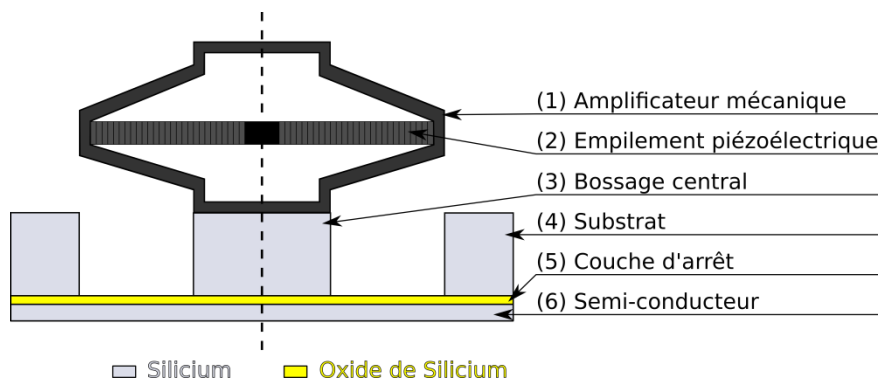 (1) Amplificateur mécanique
(2) Empilement piézoélectrique
(3) Bossage central
(4) Substrat
(5) Couche d'arrêt
(6) Semi-conducteur
Silicium
Oxide de Silicium